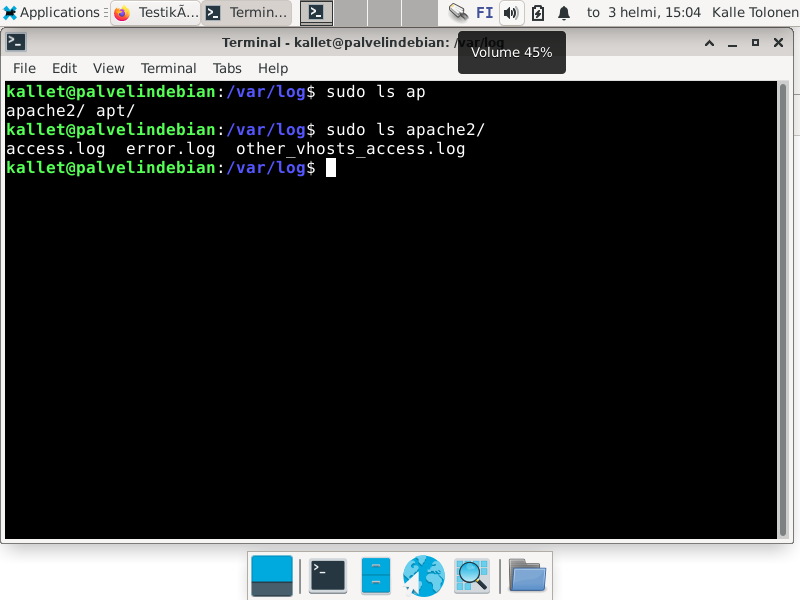 Applications TestikÃ... Termin... FI to 3 helmi, 15:04 Kalle Tolonen
Terminal - kallet@palvelindebian: /var/log
Volume 45%
File Edit View Terminal Tabs Help
kallet@palvelindebian:/var/log$ sudo ls ap
apache2/ apt/
kallet@palvelindebian:/var/log$ sudo ls apache2/
access.log  error.log  other_vhosts_access.log
kallet@palvelindebian:/var/log$